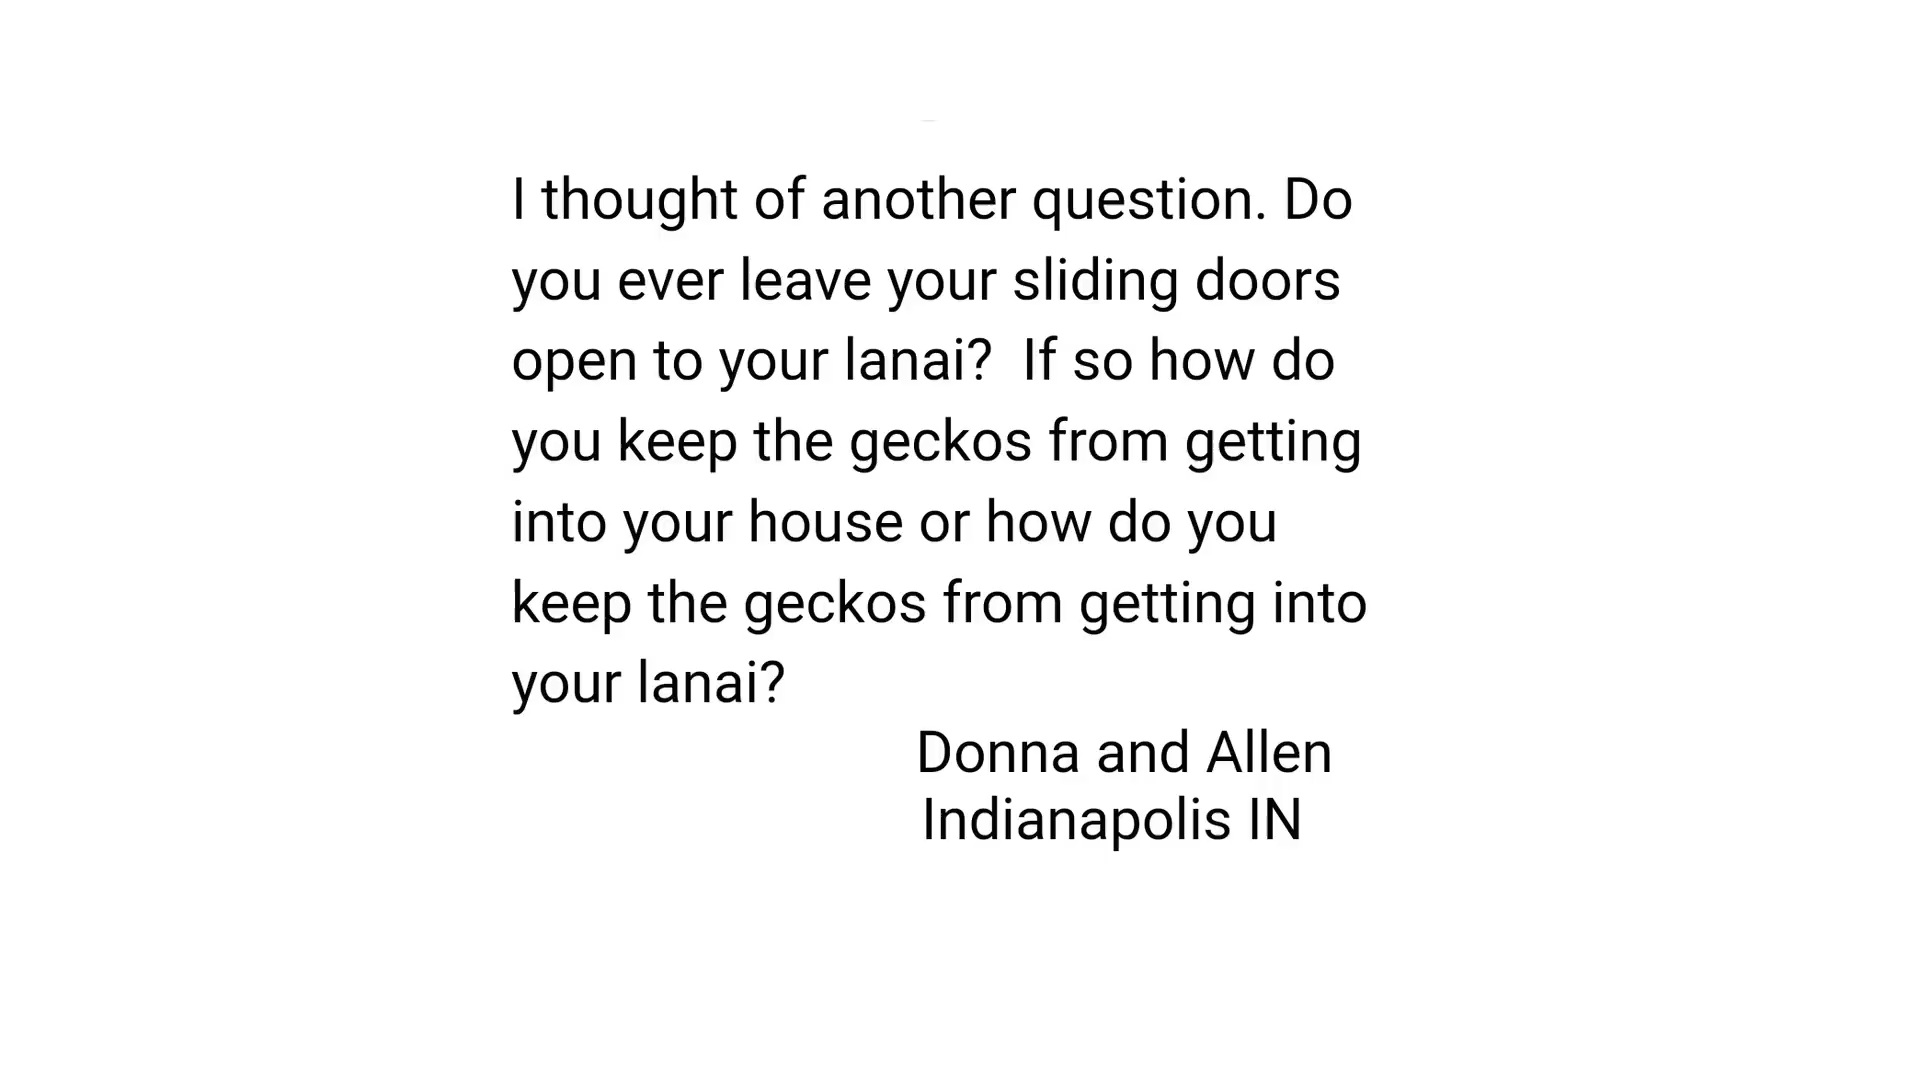 I thought of another question. Do
you ever leave your sliding doors
open to your lanai?  If so how do
you keep the geckos from getting
into your house or how do you
keep the geckos from getting into
your lanai?
Donna and Allen
Indianapolis IN